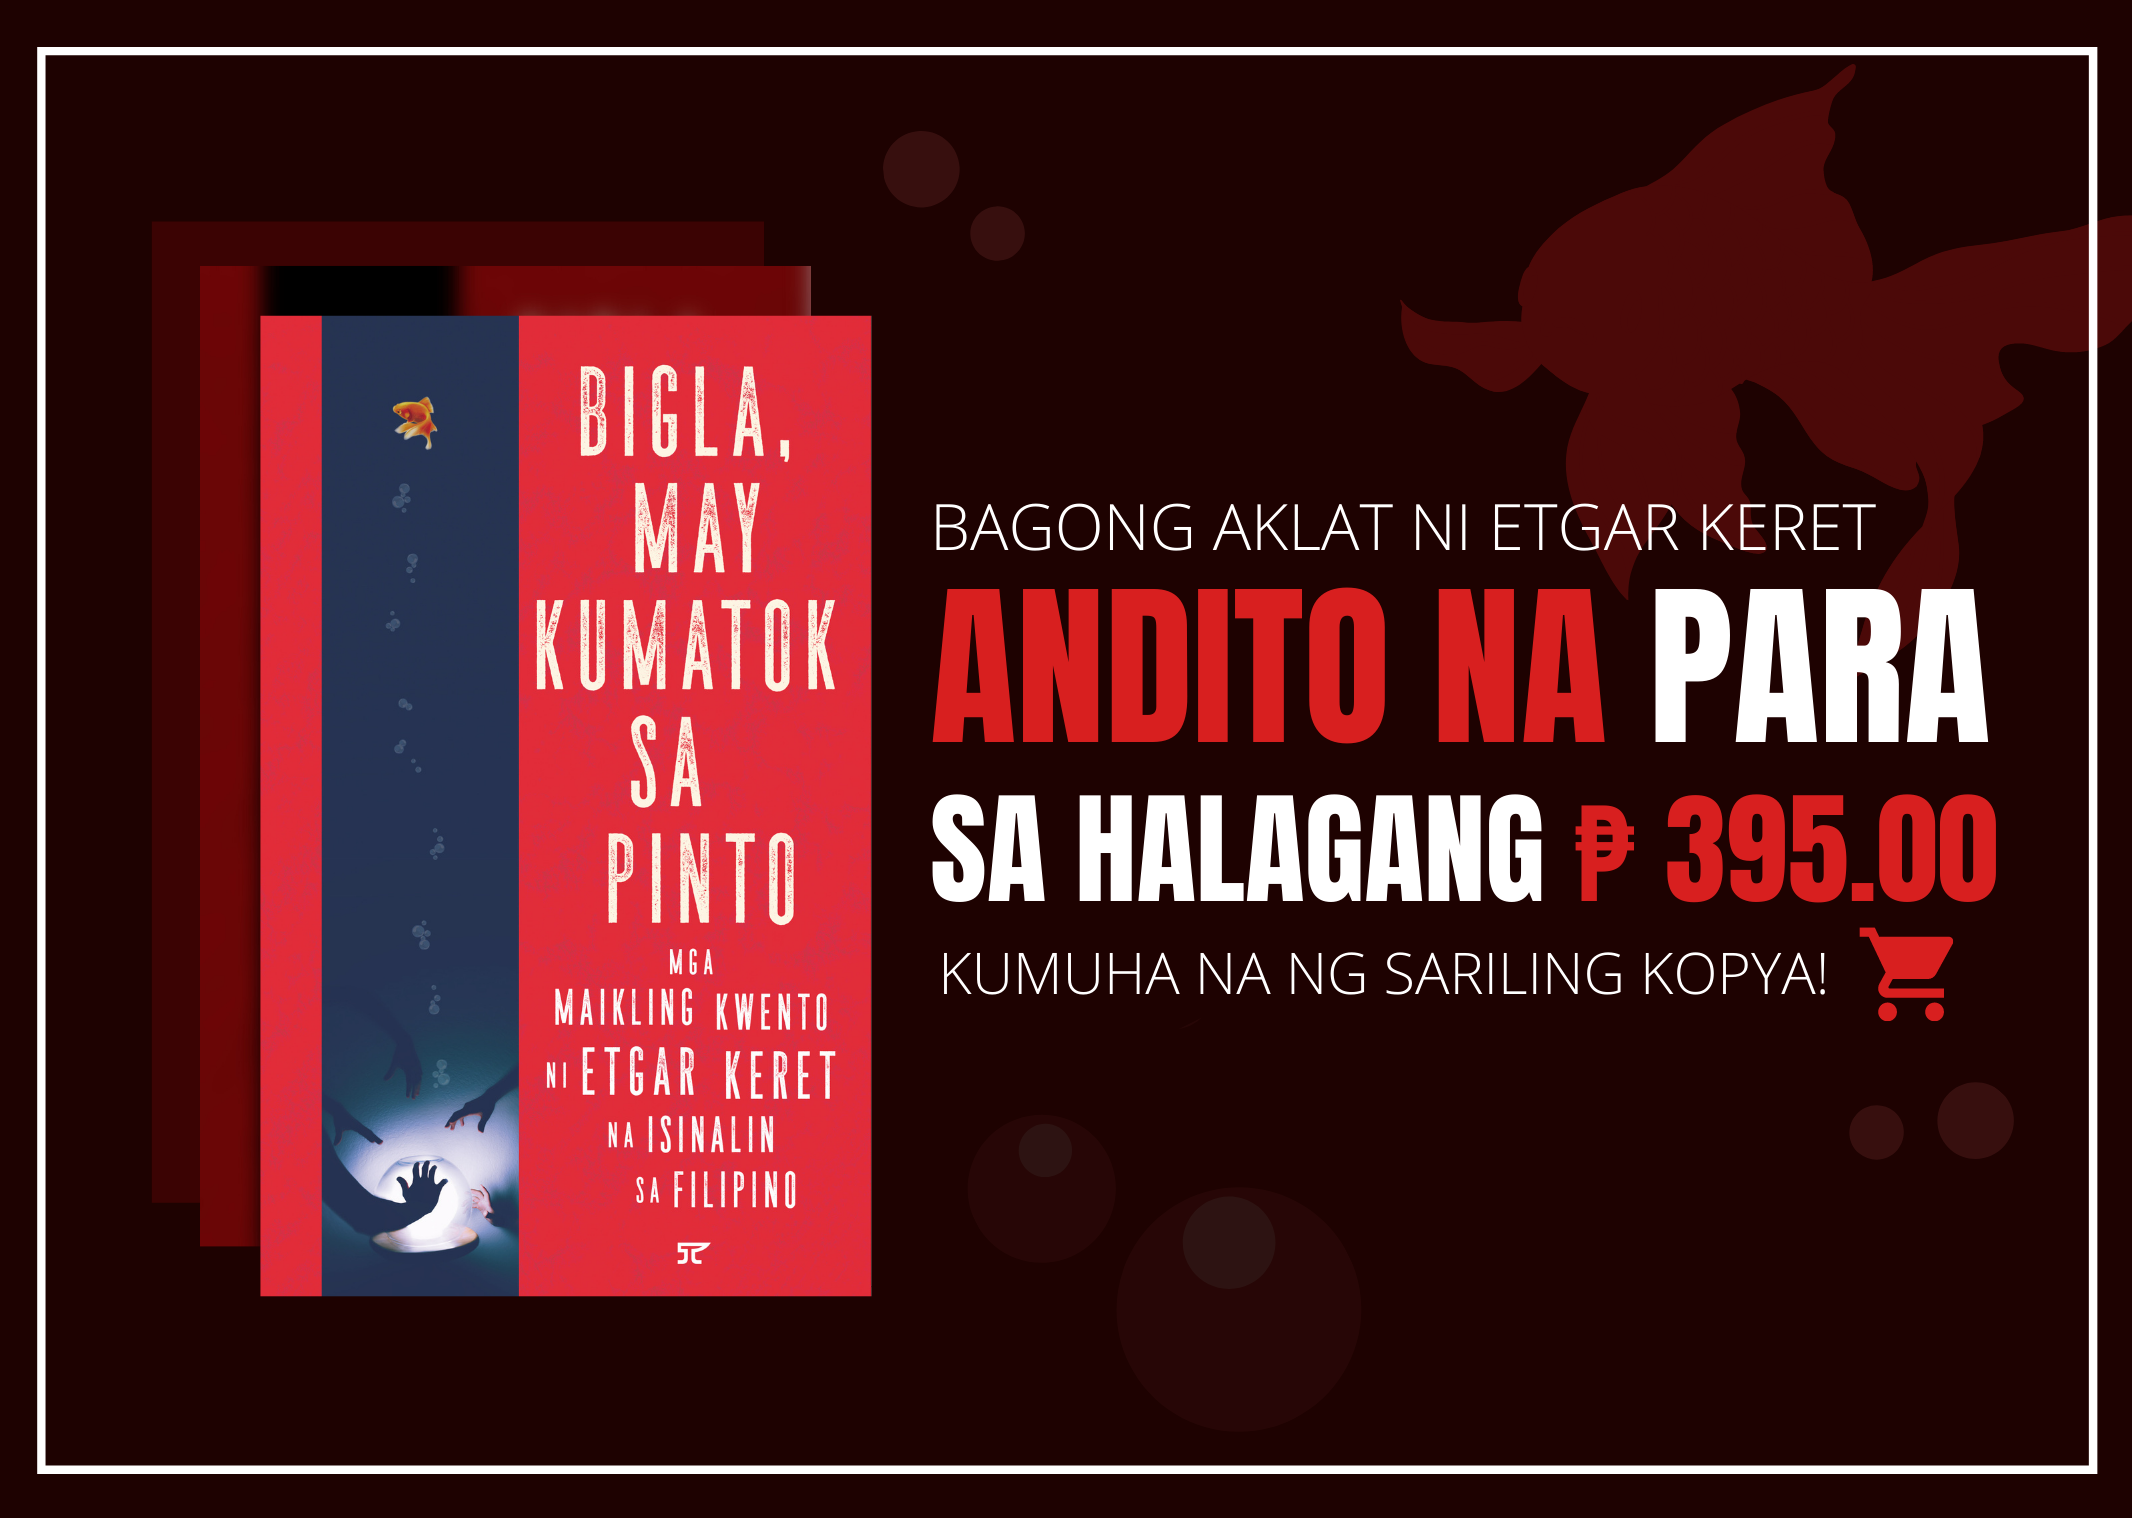 BIGLA,
MAY
KUMATOK
SA
PINTO
MGA
MAIKLING KWENTO
NI ETGAR KERET
NA ISINALIN
SA FILIPINO
BAGONG AKLAT NI ETGAR KERET
ANDITO NA PARA
SA HALAGANG ₱ 395.00
KUMUHA NA NG SARILING KOPYA!